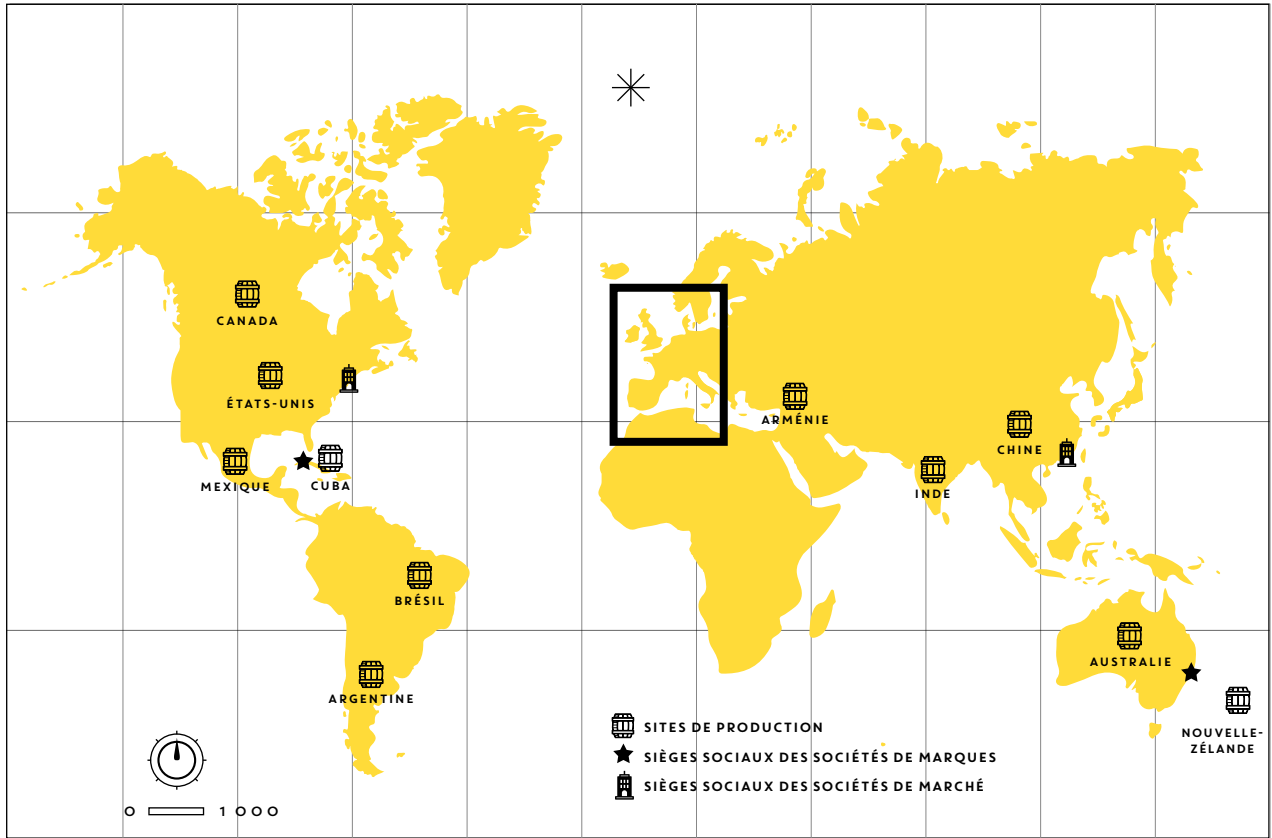 CANADA
ÉTATS-UNIS
ARMÉNIE
CHINE
MEXIQUE
CUBA
INDE
BRÉSIL
AUSTRALIE
ARGENTINE
NOUVELLE-
ZÉLANDE
SITES DE PRODUCTION
SIÈGES SOCIAUX DES SOCIÉTÉS DE MARQUES
SIÈGES SOCIAUX DES SOCIÉTÉS DE MARCHÉ
0 1 000